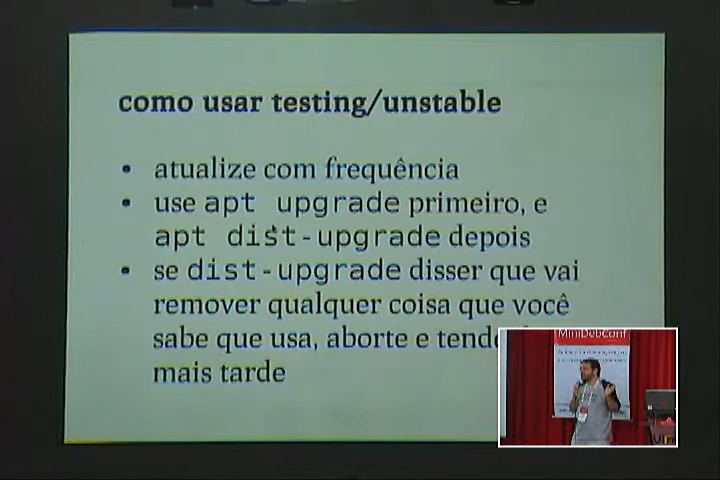 como usar testing/unstable
• atualize com frequência
• use apt upgrade primeiro, e
apt dist-upgrade depois
• se dist-upgrade disser que vai
remover qualquer coisa que você
sabe que usa, aborte e
mais tarde
MiniDebConf